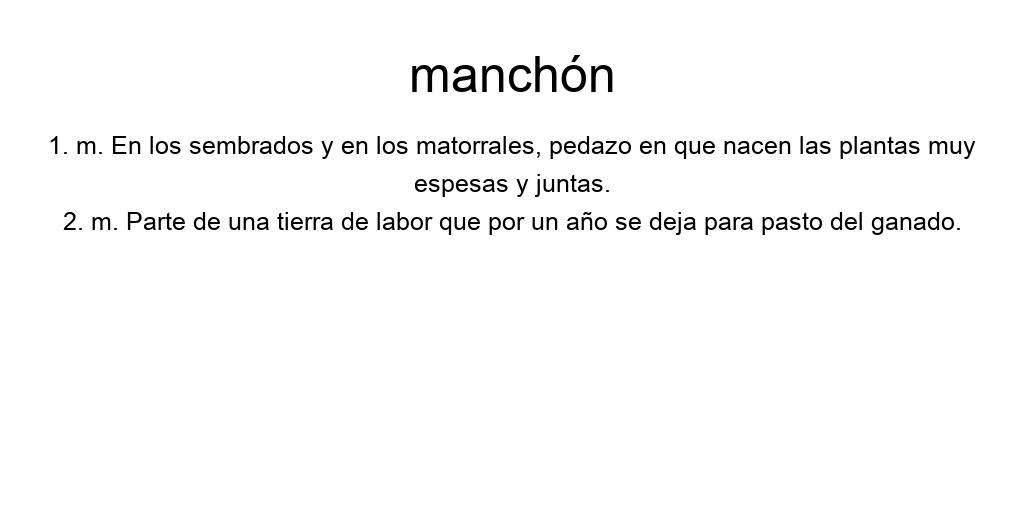 manchón
1. m. En los sembrados y en los matorrales, pedazo en que nacen las plantas muy
espesas y juntas.
2. m. Parte de una tierra de labor que por un año se deja para pasto del ganado.